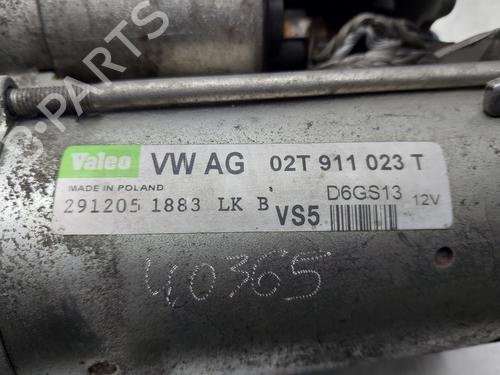 B-PARTS
Valeo VW AG 02T 911 023 T
MADE IN POLAND D6GS13 12V
291205 1883 LK B VS5
40365